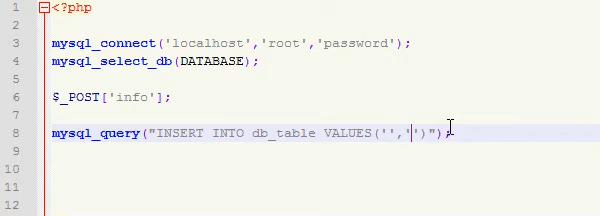 1 <?php
2
3 mysql_connect('localhost','root','password');
4 mysql_select_db(DATABASE);
5
6 $_POST['info'];
7
8 mysql_query("INSERT INTO db_table VALUES('','')");
9
10
11
12